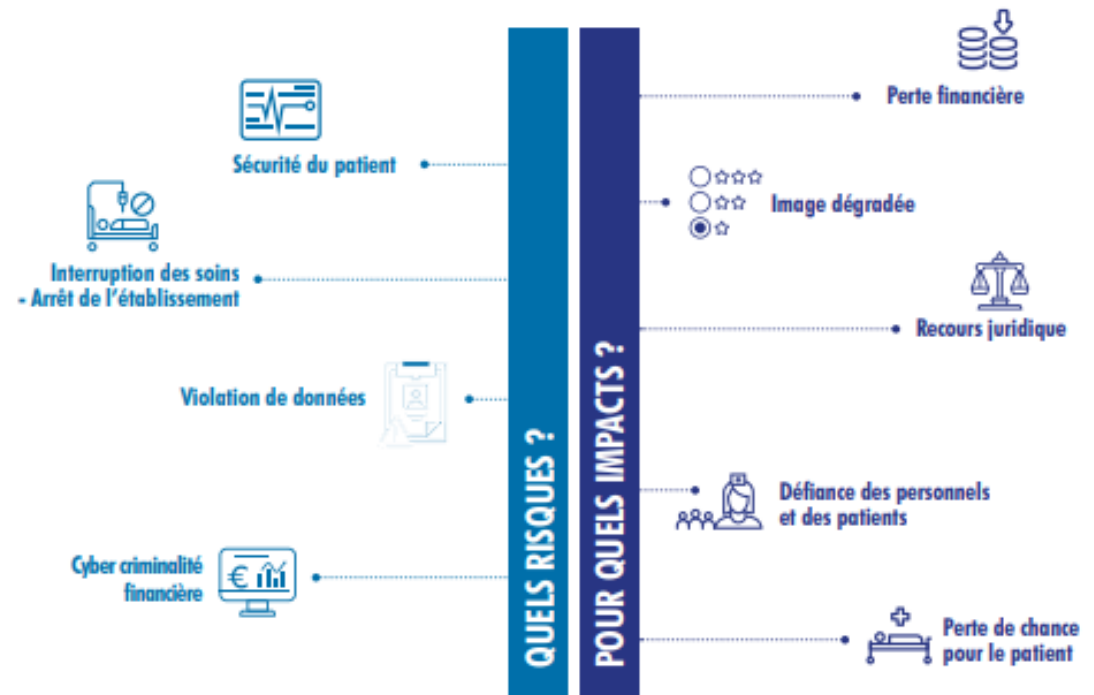 QUELS RISQUES ?
Sécurité du patient
Interruption des soins
- Arrêt de l'établissement
Violation de données
Cyber criminalité
financière
€
POUR QUELS IMPACTS ?
Perte financière
Image dégradée
Recours juridique
Défiance des personnels
et des patients
Perte de chance
pour le patient